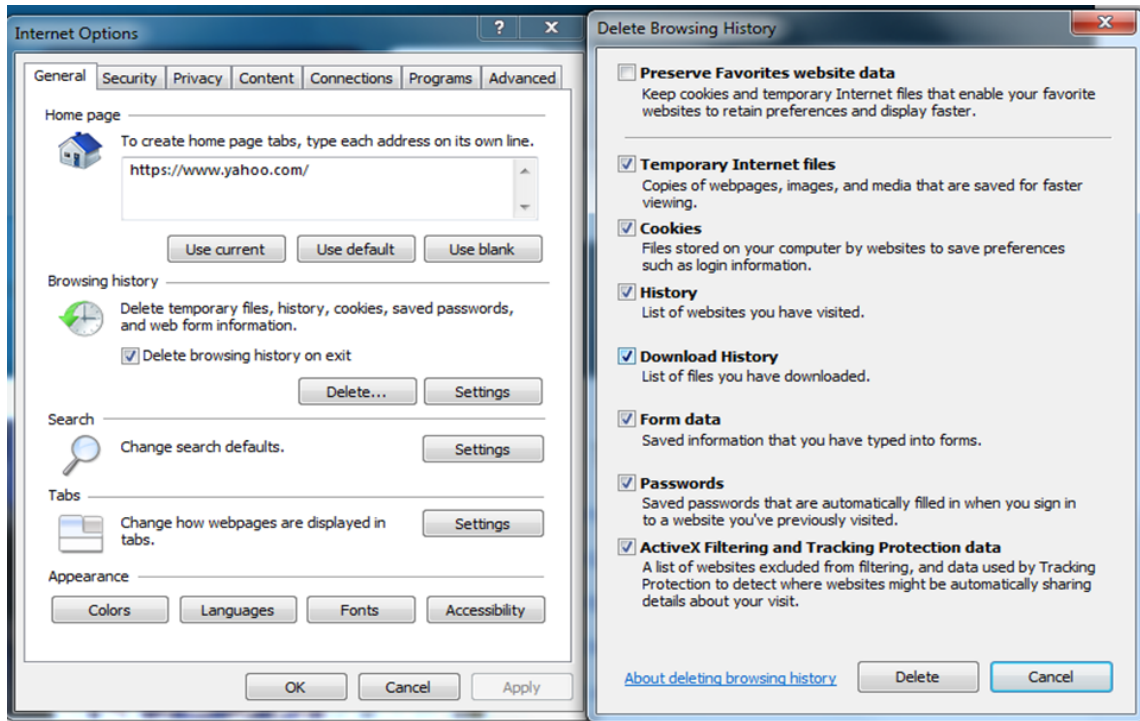 Internet Options
?
x
General Security Privacy Content Connections Programs Advanced
Home page
To create home page tabs, type each address on its own line.
https://www.yahoo.com/
Use current Use default Use blank
Browsing history
Delete temporary files, history, cookies, saved passwords,
and web form information.
Delete browsing history on exit
Delete... Settings
Search
Change search defaults.
Settings
Tabs
Change how webpages are displayed in
tabs.
Settings
Appearance
Colors Languages Fonts Accessibility
OK Cancel Apply
Delete Browsing History
x
Preserve Favorites website data
Keep cookies and temporary Internet files that enable your favorite
websites to retain preferences and display faster.
Temporary Internet files
Copies of webpages, images, and media that are saved for faster
viewing.
Cookies
Files stored on your computer by websites to save preferences
such as login information.
History
List of websites you have visited.
Download History
List of files you have downloaded.
Form data
Saved information that you have typed into forms.
Passwords
Saved passwords that are automatically filled in when you sign in
to a website you've previously visited.
ActiveX Filtering and Tracking Protection data
A list of websites excluded from filtering, and data used by Tracking
Protection to detect where websites might be automatically sharing
details about your visit.
About deleting browsing history Delete Cancel